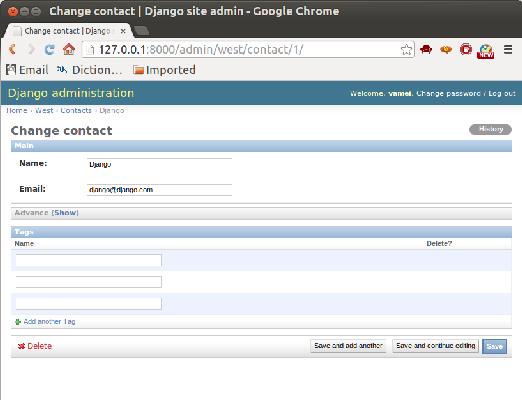 Change contact | Django site admin - Google Chrome
Change contact | Django
127.0.0.1:8000/admin/west/contact/1/
NEW
Email Diction... Imported
Django administration
Welcome, vamei. Change password / Log out
Home › West › Contacts › Django
Change contact
History
Main
Name: Django
Email: django@django.com
Advance (Show)
Tags
Name Delete?
Add another Tag
Delete Save and add another Save and continue editing Save